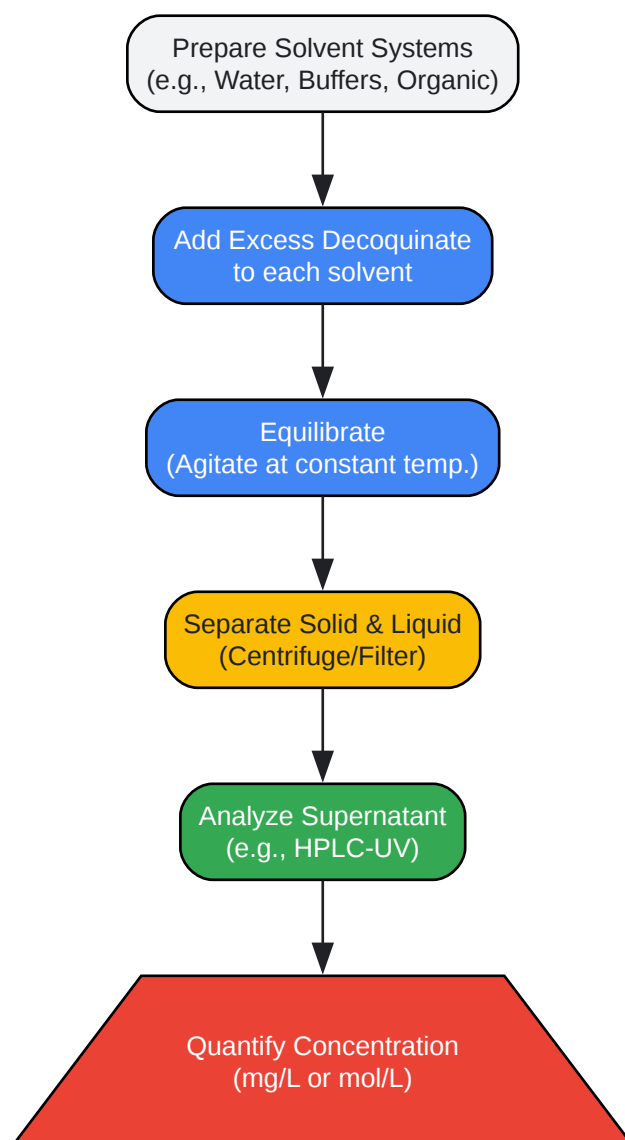 Prepare Solvent Systems
(e.g., Water, Buffers, Organic)
Add Excess Decoquinate
to each solvent
Equilibrate
(Agitate at constant temp.)
Separate Solid & Liquid
(Centrifuge/Filter)
Analyze Supernatant
(e.g., HPLC-UV)
Quantify Concentration
(mg/L or mol/L)